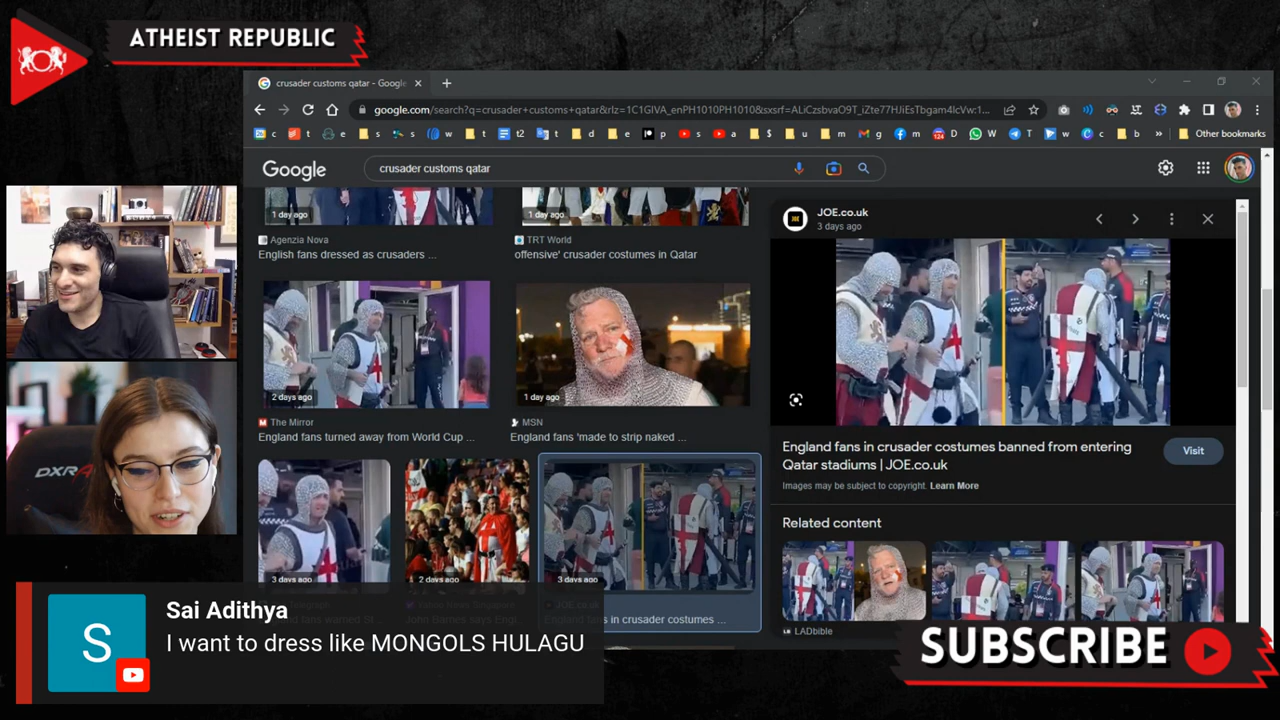 ATHEIST REPUBLIC
crusader customs qatar - Google
google.com/search?q=crusader+customs+qatar&rlz=1C1GIVA_enPH1010PH1010&sxsrf=ALiCzsbvaO9T_iZte77HJiEsTbgam4lcVw:1...
c t e s s w t t2 t d e p s a $ u m g m D W T w c b » Other bookmarks
Google
crusader customs qatar
JOE.co.uk
3 days ago
1 day ago
1 day ago
Agenzia Nova
TRT World
English fans dressed as crusaders ...
offensive' crusader costumes in Qatar
2 days ago
1 day ago
The Mirror
MSN
England fans turned away from World Cup ...
England fans 'made to strip naked ...
England fans in crusader costumes banned from entering
Qatar stadiums | JOE.co.uk
Visit
Images may be subject to copyright. Learn More
Related content
DXR
3 days ago
2 days ago
3 days ago
in crusader costumes ...
LADbible
S
Sai Adithya
I want to dress like MONGOLS HULAGU
SUBSCRIBE